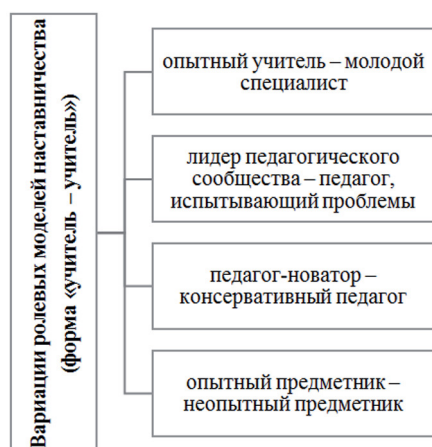 Вариации ролевых моделей наставничества
(форма «учитель – учитель»)
опытный учитель – молодой
специалист
лидер педагогического
сообщества – педагог,
испытывающий проблемы
педагог-новатор –
консервативный педагог
опытный предметник –
неопытный предметник